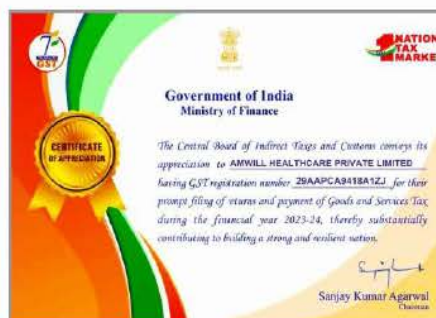 GST
NATION
TAX
MARKET
Government of India
Ministry of Finance
CERTIFICATE
OF APPRECIATION
The Central Board of Indirect Taxes and Customs conveys its
appreciation to AMWILL HEALTHCARE PRIVATE LIMITED
having GST registration number 29AAPCA9418A1ZJ for their
prompt filing of returns and payment of Goods and Services Tax
during the financial year 2023-24, thereby substantially
contributing to building a strong and resilient nation.
Sanjay Kumar Agarwal
Chairman